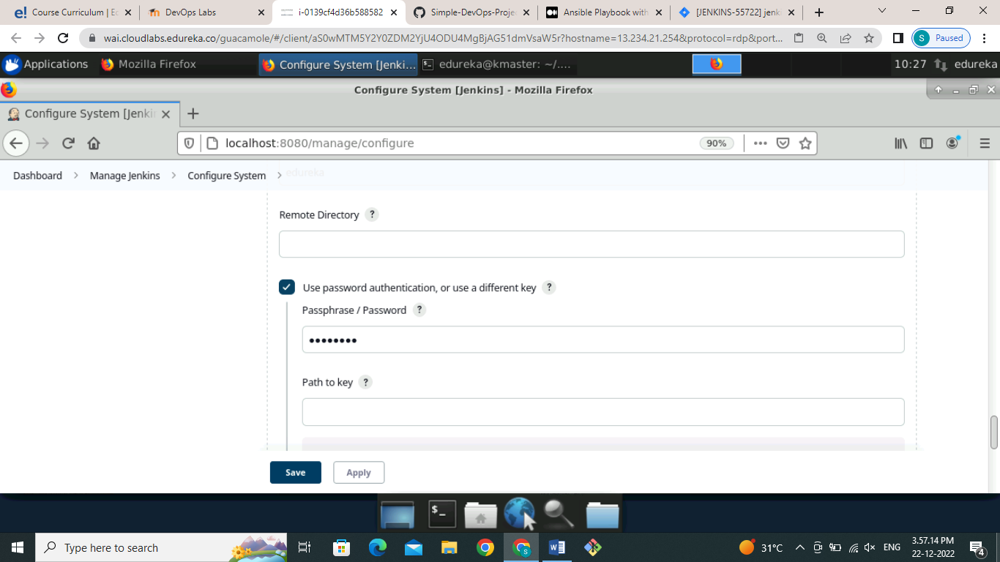 Course Curriculum | Ec
DevOps Labs
i-0139cf4d36b588582
Simple-DevOps-Proje
Ansible Playbook with
[JENKINS-55722] jenk
wai.cloudlabs.edureka.co/guacamole/#/client/aS0wMTM5Y2Y0ZDM2YjU4ODU4MgBjAG51dmVsaW5r?hostname=13.234.21.254&protocol=rdp&port...
S Paused
Applications
Mozilla Firefox
Configure System [Jenki...
edureka@kmaster: ~/....
10:27
edureka
Configure System [Jenkins] - Mozilla Firefox
Configure System [Jenki
localhost:8080/manage/configure
90%
Dashboard > Manage Jenkins > Configure System >
edureka
Remote Directory ?
Use password authentication, or use a different key ?
Passphrase / Password ?
••••••••
Path to key ?
Save
Apply
Type here to search
31°C
ENG
3.57.14 PM
22-12-2022
4